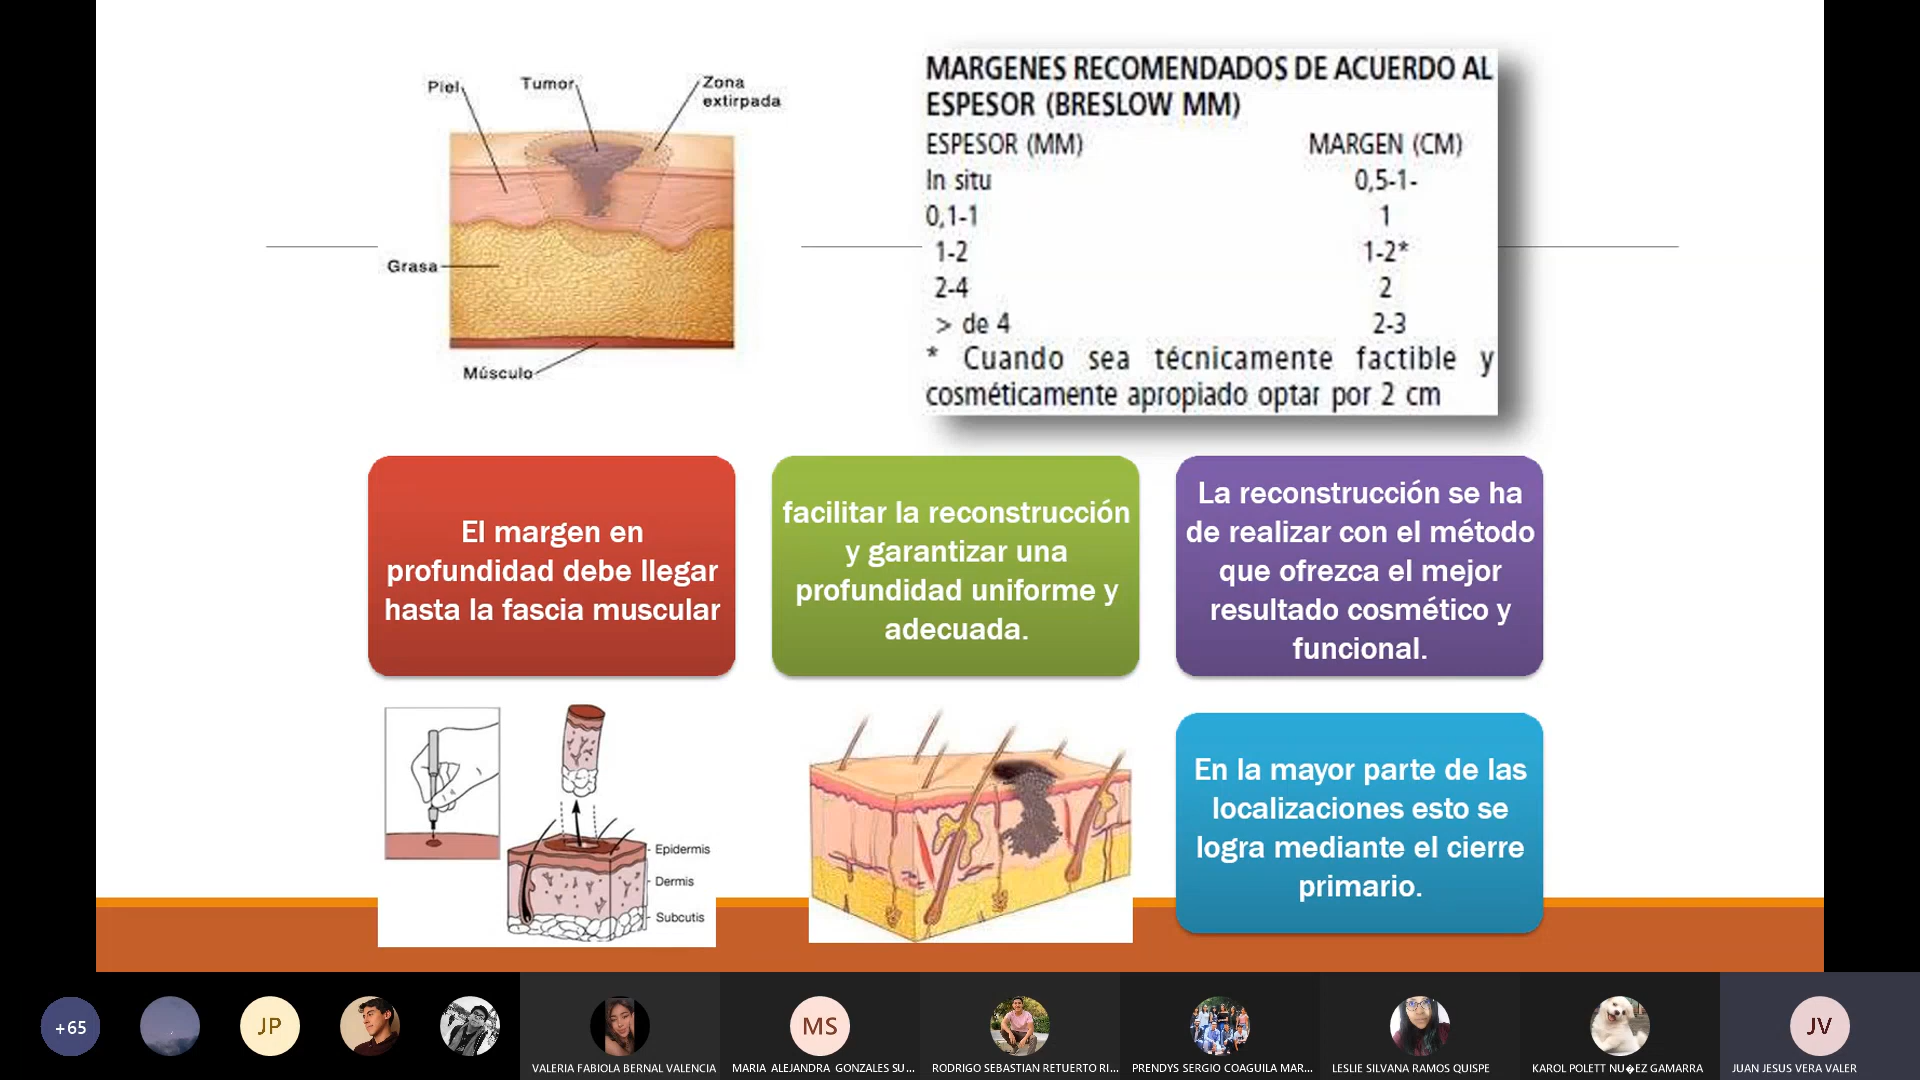 Piel
Tumor
Zona
extirpada
Grasa
Músculo
MARGENES RECOMENDADOS DE ACUERDO AL
ESPESOR (BRESLOW MM)
ESPESOR (MM) MARGEN (CM)
In situ 0,5-1-
0,1-1 1
1-2 1-2*
2-4 2
> de 4 2-3
* Cuando sea técnicamente factible y
cosméticamente apropiado optar por 2 cm
El margen en
profundidad debe llegar
hasta la fascia muscular
facilitar la reconstrucción
y garantizar una
profundidad uniforme y
adecuada.
La reconstrucción se ha
de realizar con el método
que ofrezca el mejor
resultado cosmético y
funcional.
Epidermis
Dermis
Subcutis
En la mayor parte de las
localizaciones esto se
logra mediante el cierre
primario.
+65
JP
MS
JV
VALERIA FABIOLA BERNAL VALENCIA
MARIA ALEJANDRA GONZALES SU...
RODRIGO SEBASTIAN RETUERTO RI...
PRENDYS SERGIO COAGUILA MAR...
LESLIE SILVANA RAMOS QUISPE
KAROL POLETT NU�EZ GAMARRA
JUAN JESUS VERA VALER